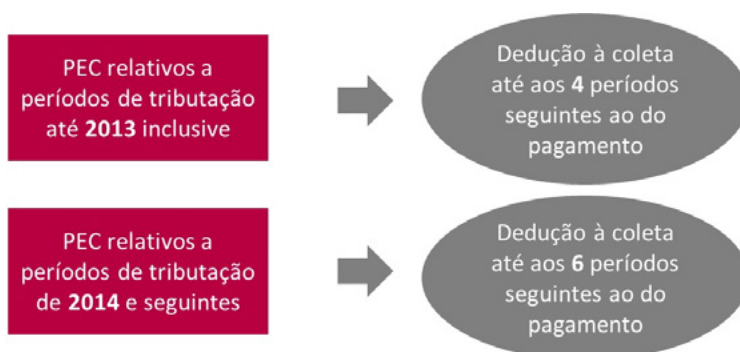 PEC relativos a
períodos de tributação
até 2013 inclusive
Dedução à coleta
até aos 4 períodos
seguintes ao do
pagamento
PEC relativos a
períodos de tributação
de 2014 e seguintes
Dedução à coleta
até aos 6 períodos
seguintes ao do
pagamento